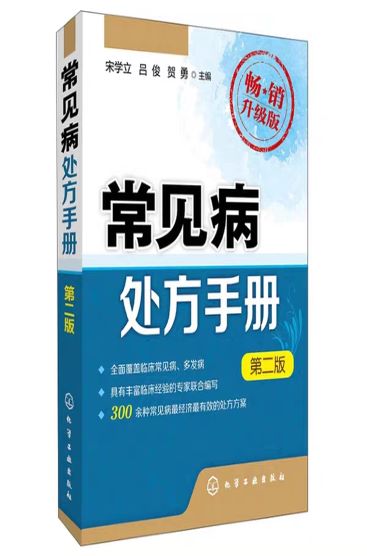 宋学立 吕 俊 贺 勇 ◆ 主编
畅★销
升级版
常见病
处方手册
第二版
◆ 全面覆盖临床常见病、多发病
◆ 具有丰富临床经验的专家联合编写
◆ 300 余种常见病最经济最有效的处方方案
化学工业出版社
常见病处方手册 第二版